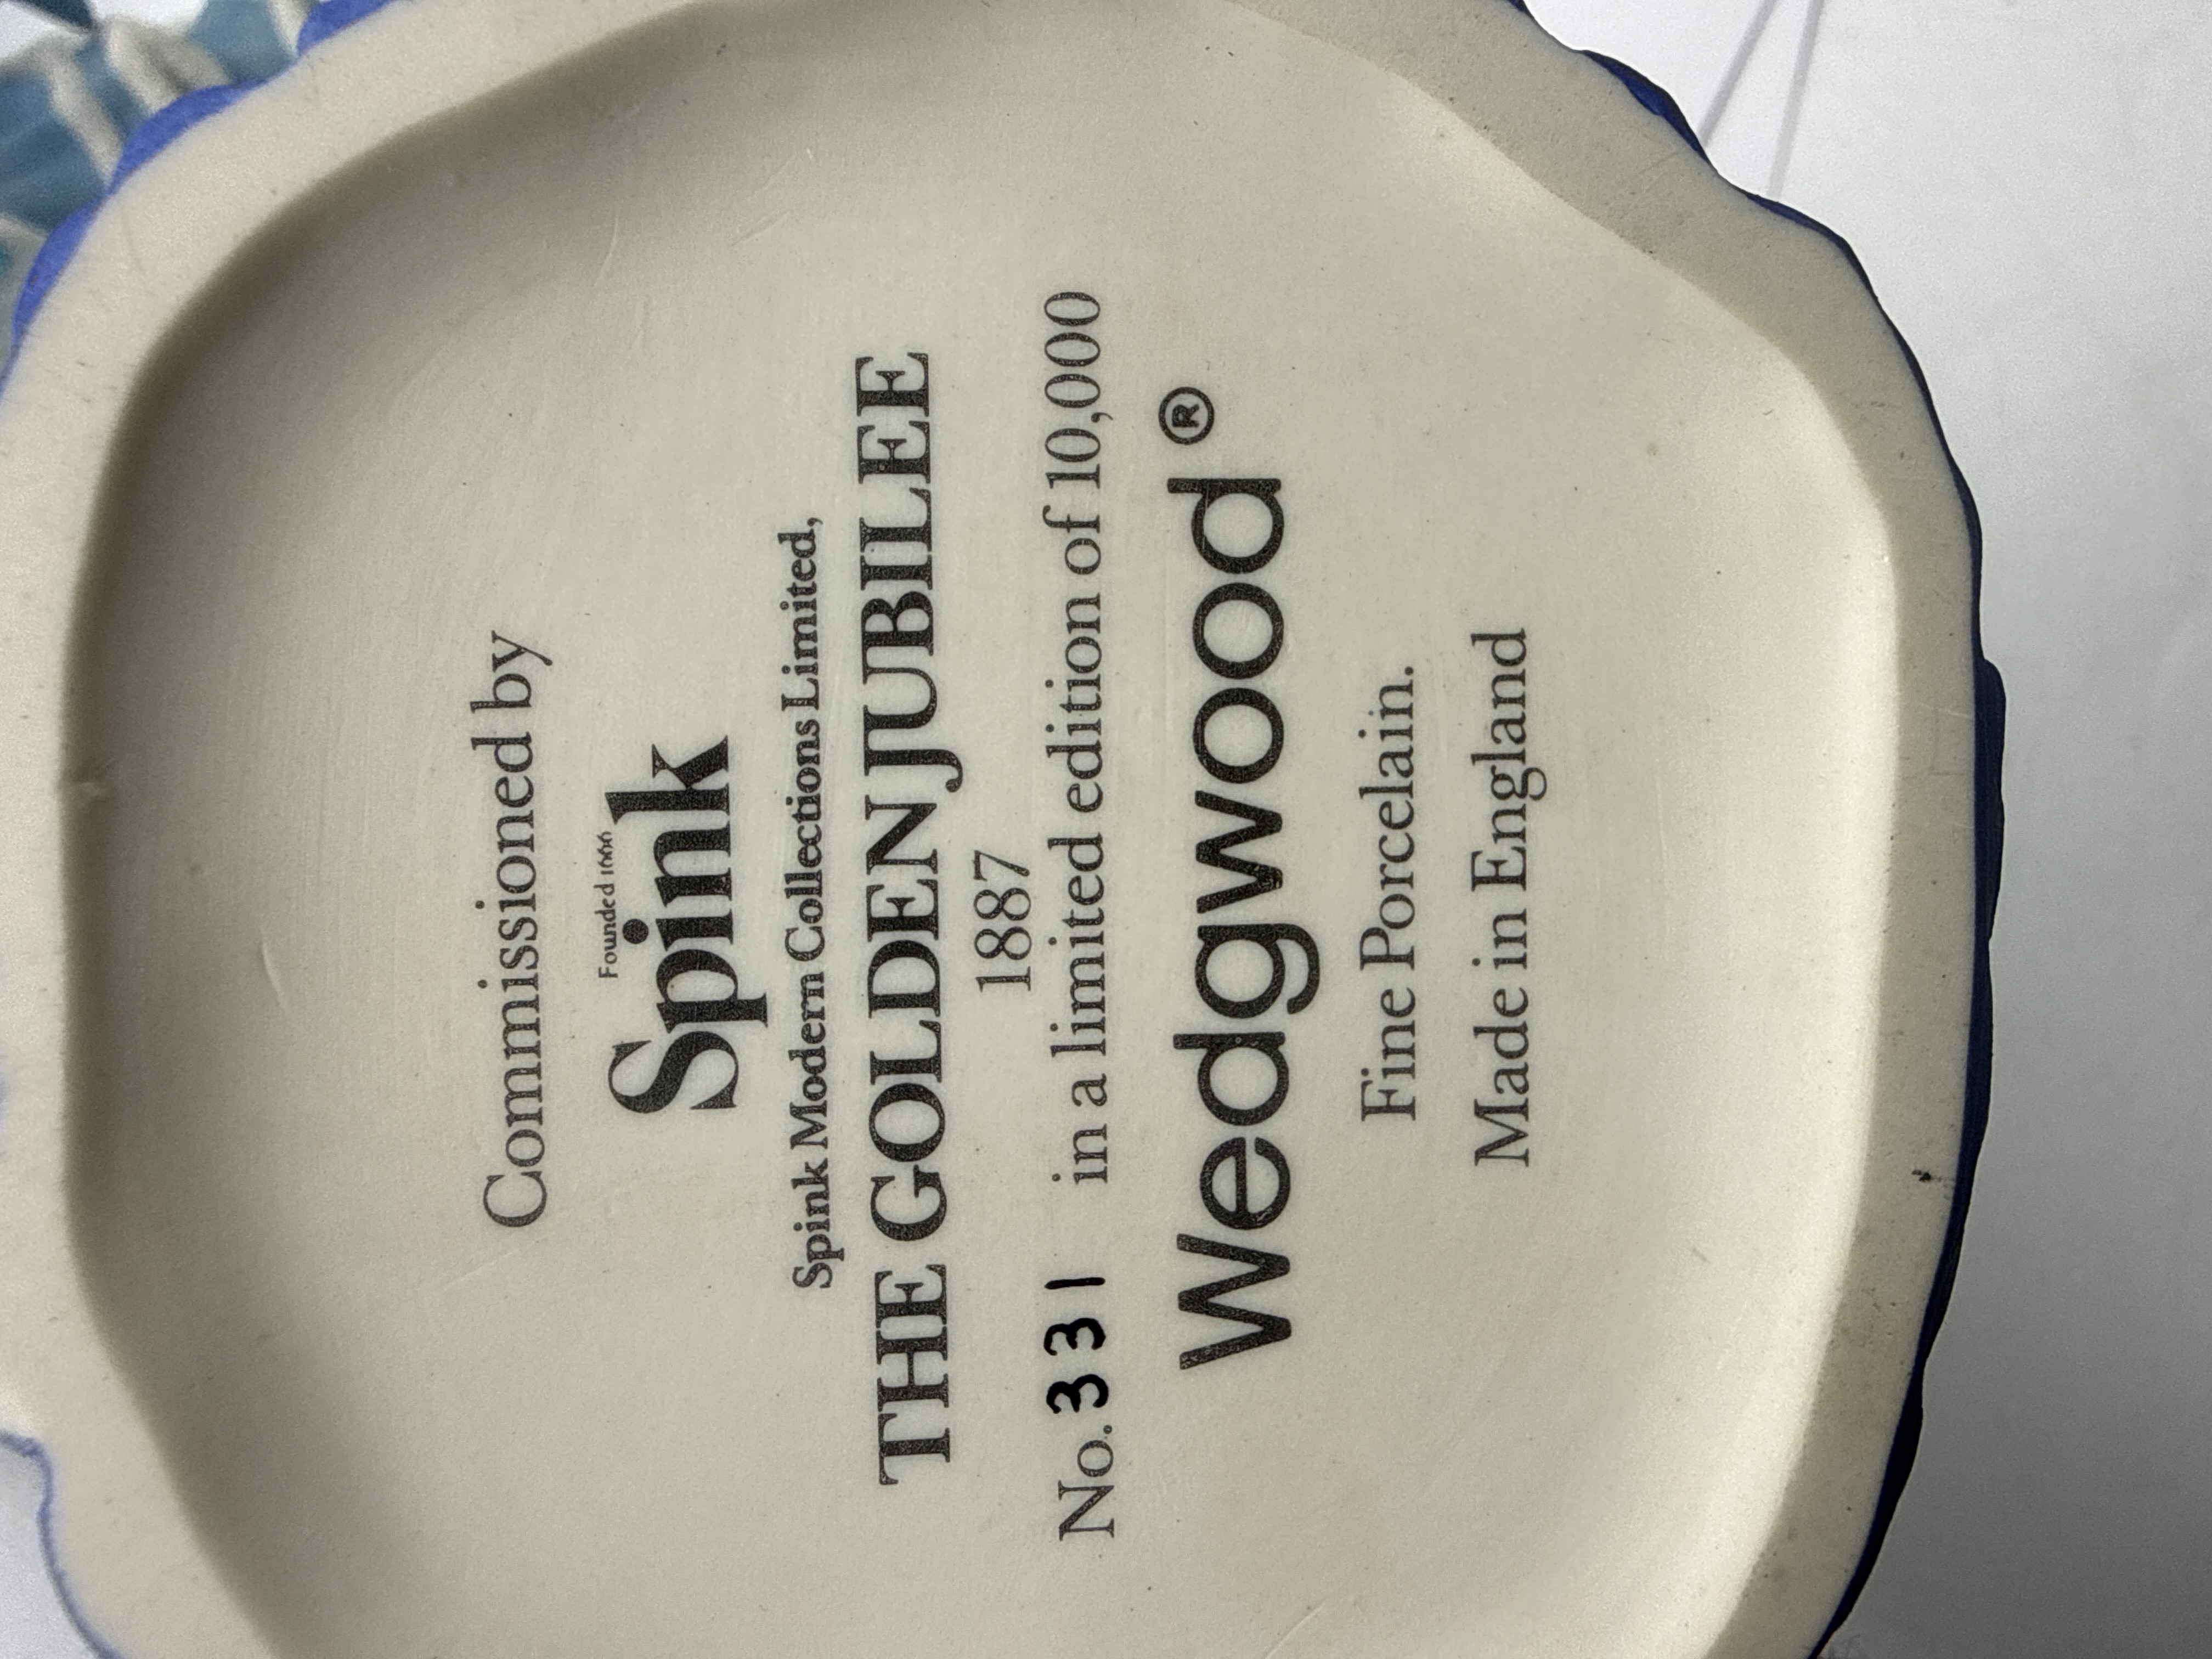 Commissioned by
Founded 1666
Spink
Spink Modern Collections Limited,
THE GOLDEN JUBILEE
1887
No. 331 in a limited edition of 10,000
Wedgwood ®
Fine Porcelain.
Made in England